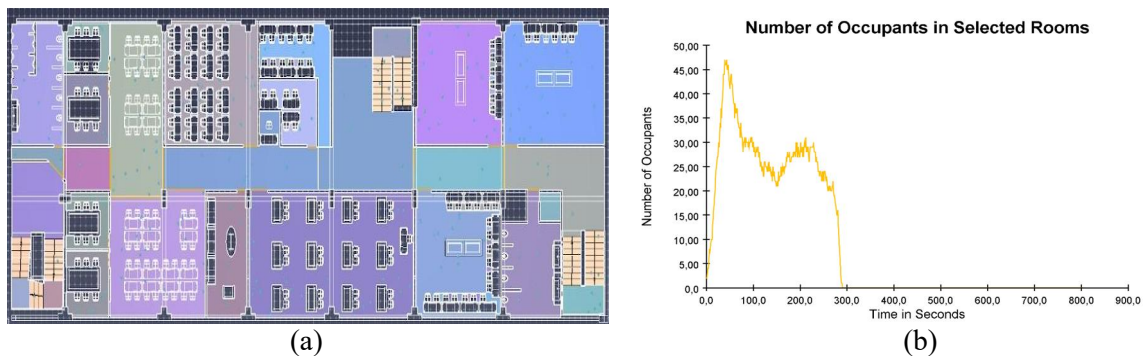 Number of Occupants in Selected Rooms
50,00
45,00
40,00
35,00
30,00
25,00
20,00
15,00
10,00
5,00
0,0
Number of Occupants
0,0 100,0 200,0 300,0 400,0 500,0 600,0 700,0 800,0 900,0
Time in Seconds
(a) (b)